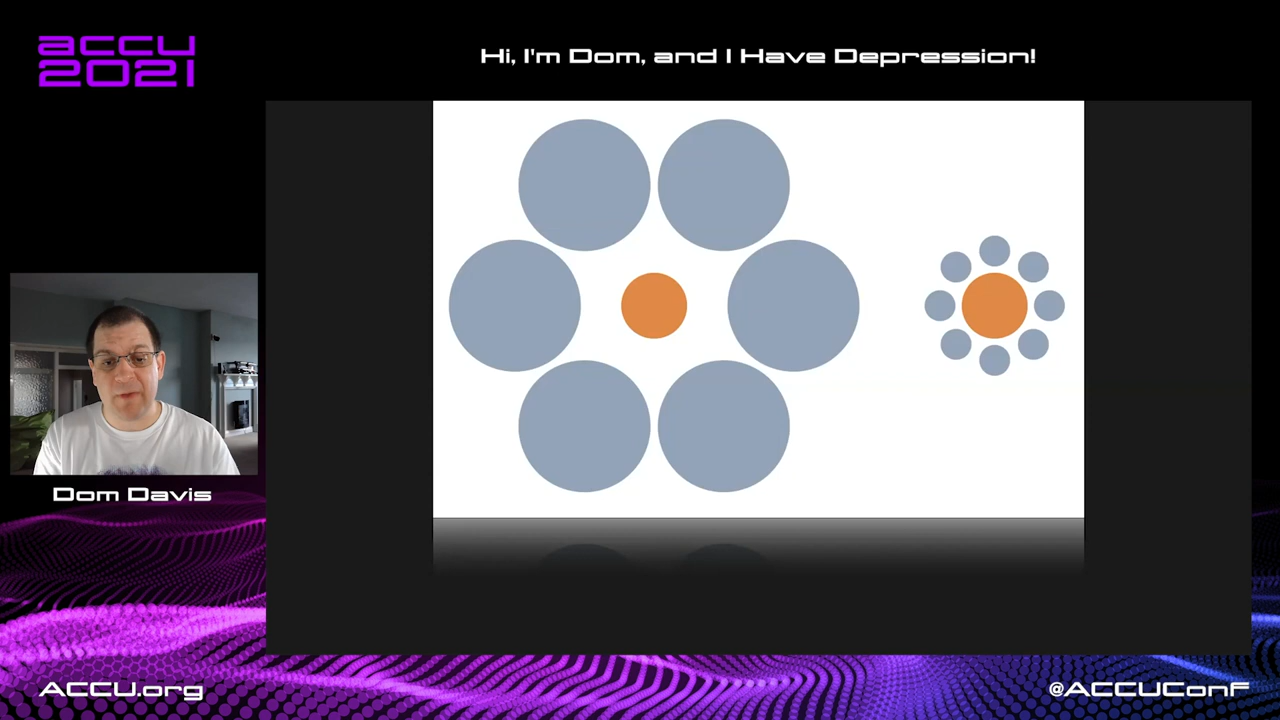 accu
2021
Hi, I'm Dom, and I Have Depression!
Dom Davis
ACCU.org
@ACCUConf